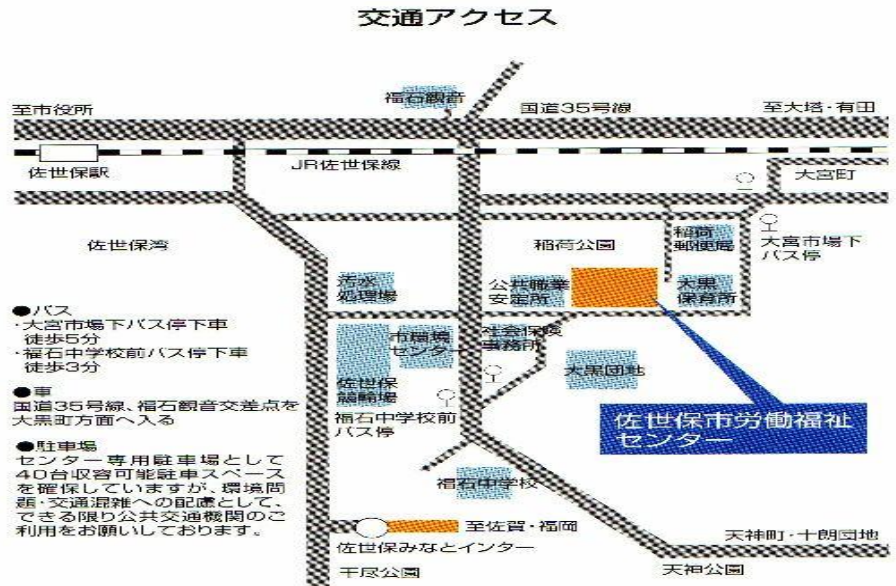 交通アクセス
福石観音
至市役所
国道35号線
至大塔・有田
佐世保駅
JR佐世保線
大宮町
佐世保湾
稲荷公園
稲荷
郵便局
大宮市場下
バス停
汚水
処理場
公共職業
安定所
大黒
保育所
●バス
・大宮市場下バス停下車
徒歩5分
・福石中学校前バス停下車
徒歩3分
市環境
センター
社会保険
事務所
佐世保
競輪場
大黒団地
●車
国道35号線、福石観音交差点を
大黒町方面へ入る
福石中学校前
バス停
佐世保市労働福祉
センター
●駐車場
センター専用駐車場として
40台収容可能駐車スペース
を確保していますが、環境問
題・交通混雑への配慮として、
できる限り公共交通機関のご
利用をお願いしております。
福石中学校
至佐賀・福岡
佐世保みなとインター
天神町・十郎団地
干尽公園
天神公園